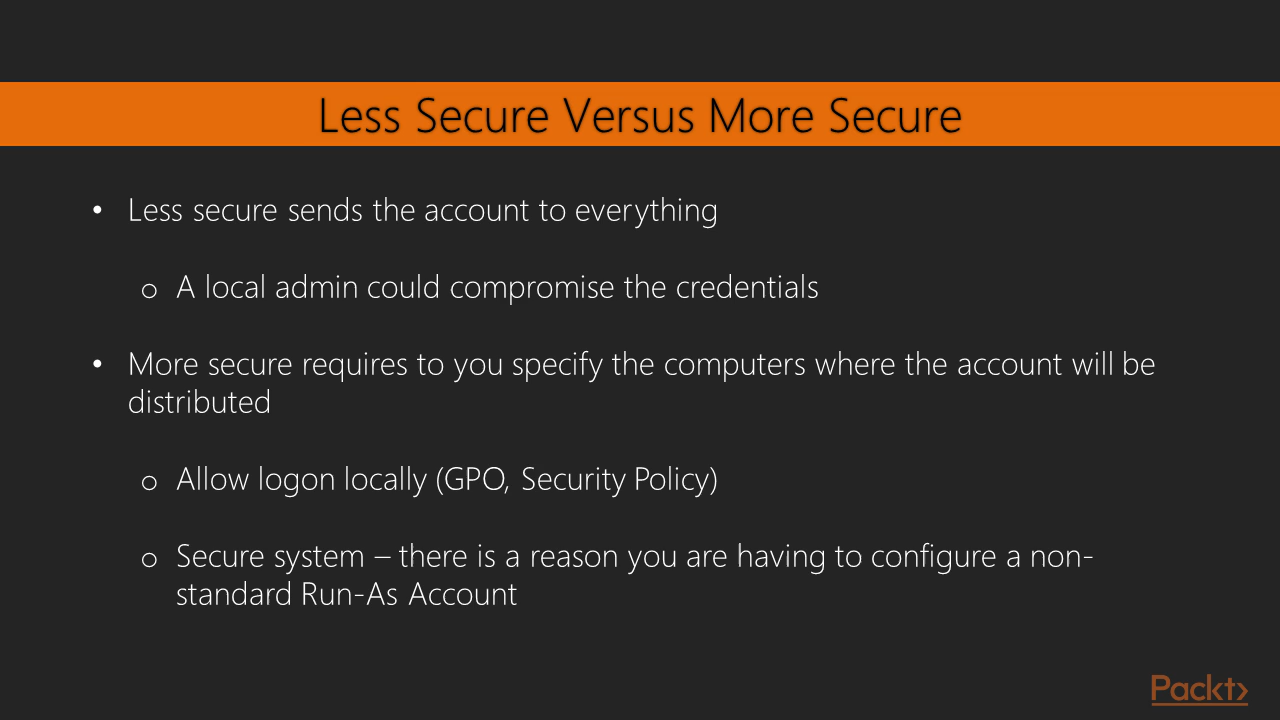 Less Secure Versus More Secure
• Less secure sends the account to everything
o A local admin could compromise the credentials
• More secure requires to you specify the computers where the account will be
distributed
o Allow logon locally (GPO, Security Policy)
o Secure system – there is a reason you are having to configure a non-
standard Run-As Account
Packt>